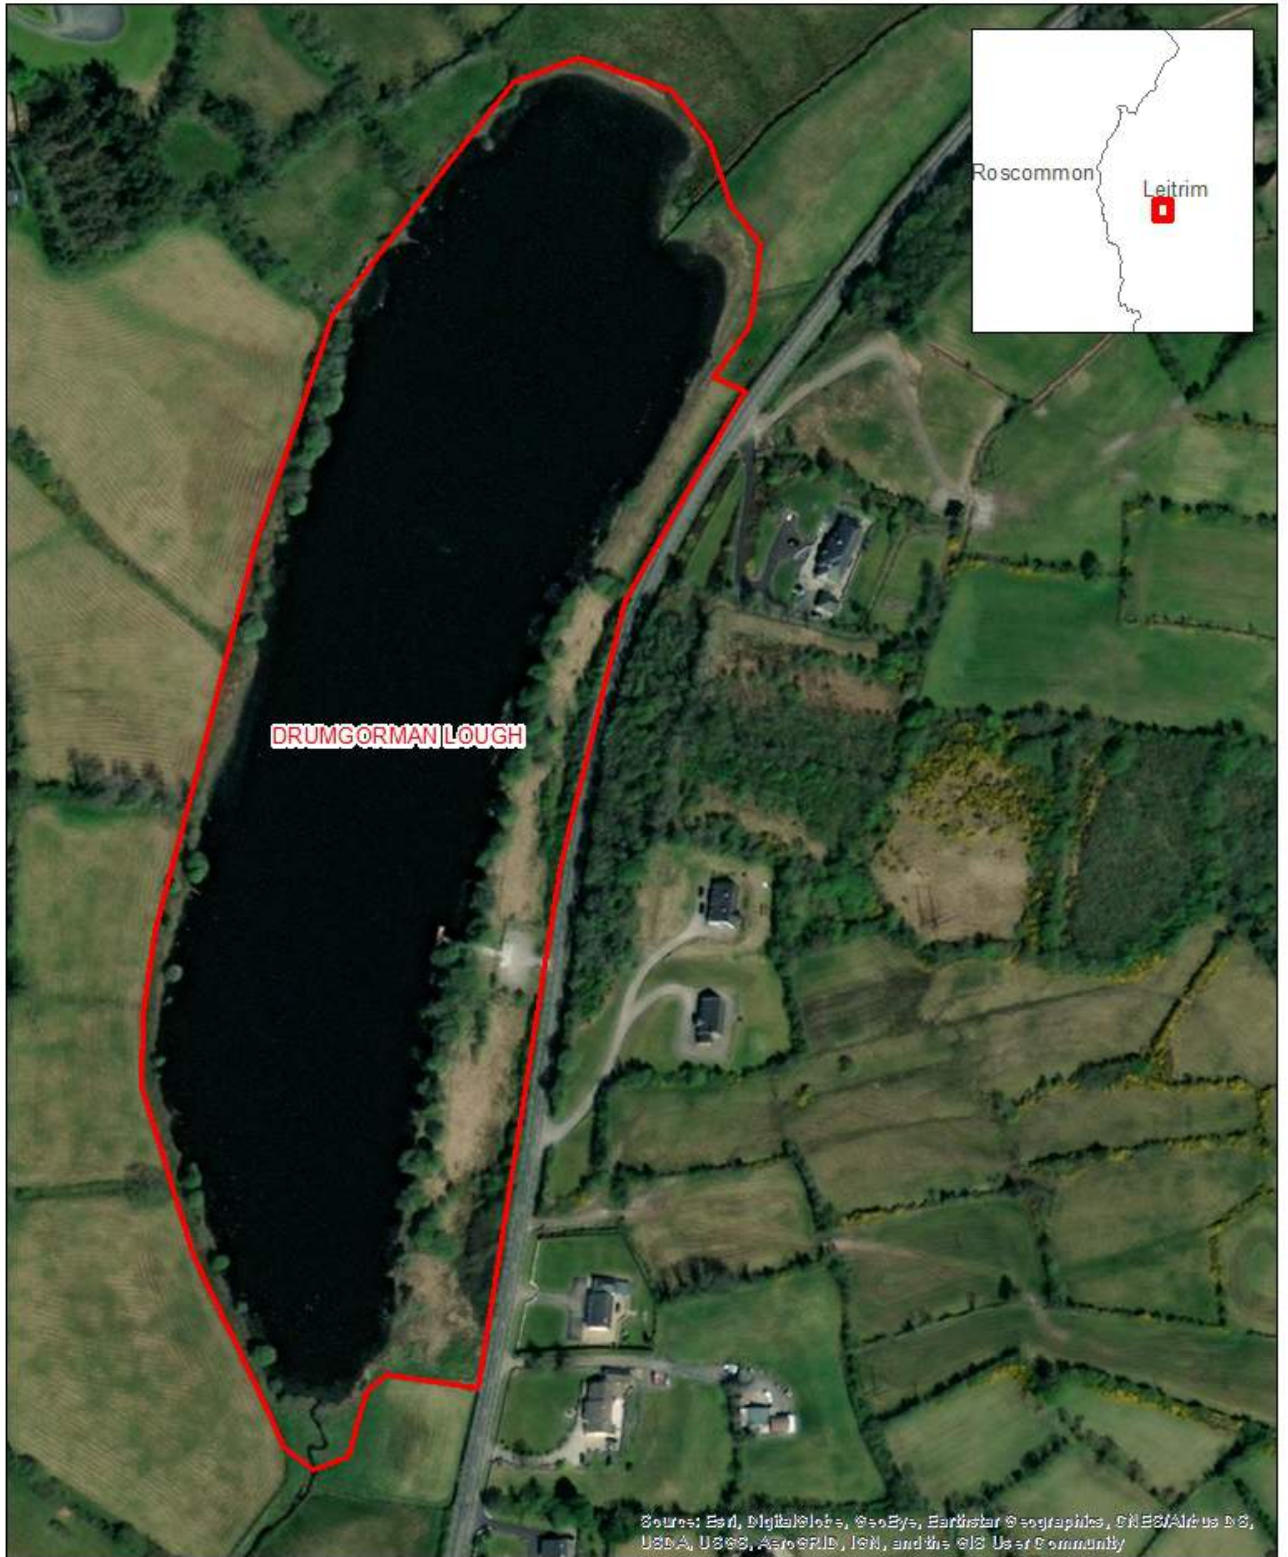 Roscommon
Leitrim
DRUMGORMAN LOUGH
Source: Esri, DigitalGlobe, GeoEye, Earthstar Geographics, CNES/Airbus DS,
USDA, USGS, AeroGRID, IGN, and the GIS User Community